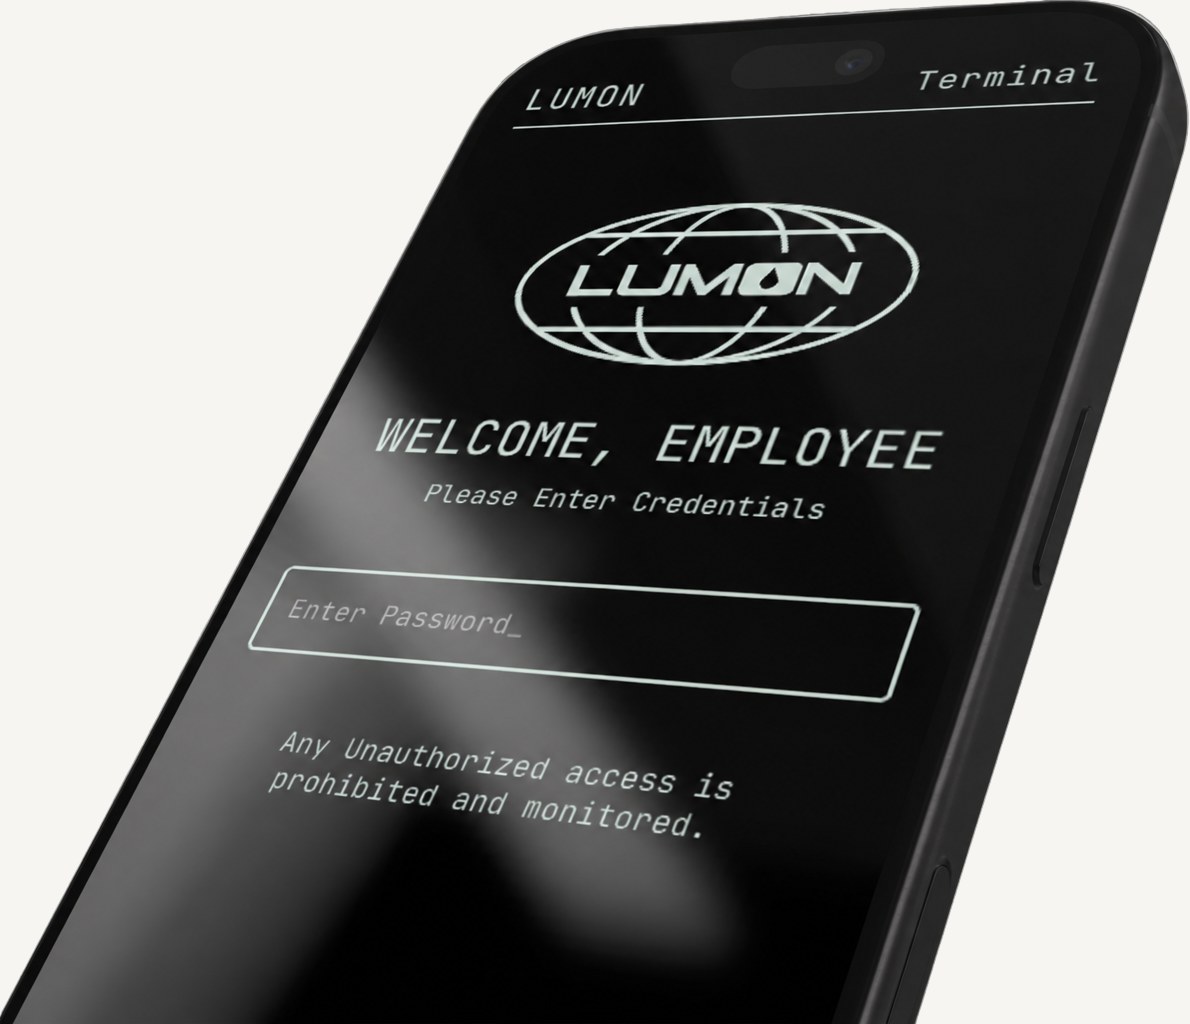 LUMON Terminal
LUMON
WELCOME, EMPLOYEE
Please Enter Credentials
Enter Password_
Any Unauthorized access is
prohibited and monitored.